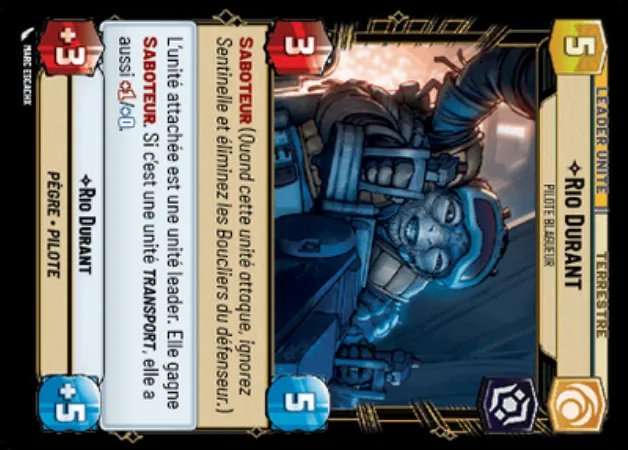 5
LEADER UNITÉ
TERRESTRE
✧RIO DURANT
PILOTE BLAGUEUR
3
5
SABOTEUR (Quand cette unité attaque, ignorez
Sentinelle et éliminez les Boucliers du défenseur.)
L'unité attachée est une unité leader. Elle gagne
SABOTEUR. Si c'est une unité TRANSPORT, elle a
aussi +1/+0.
+3
✧RIO DURANT
PÈGRE • PILOTE
+5
MARC ESCACHX